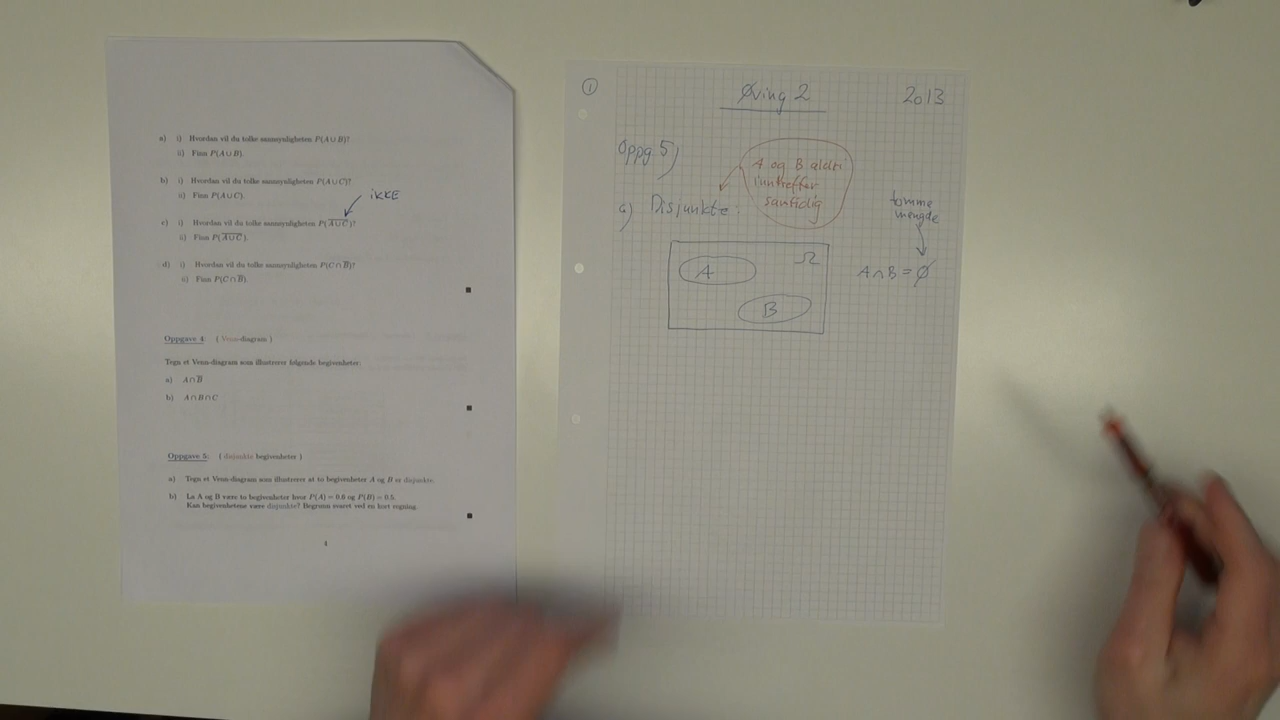 a) i) Hvordan vil du tolke sannsynligheten P(A∪B)?
ii) Finn P(A∪B).
b) i) Hvordan vil du tolke sannsynligheten P(A∪C)?
ii) Finn P(A∪C).
IKKE
c) i) Hvordan vil du tolke sannsynligheten P(A̅∪̅C̅)?
ii) Finn P(A̅∪̅C̅).
d) i) Hvordan vil du tolke sannsynligheten P(C∩B̅)?
ii) Finn P(C∩B̅).
Oppgave 4: ( Venn-diagram )
Tegn et Venn-diagram som illustrerer følgende begivenheter:
a) A∩B̅
b) A∩B∩C
Oppgave 5: ( disjunkte begivenheter )
a) Tegn et Venn-diagram som illustrerer at to begivenheter A og B er disjunkte.
b) La A og B være to begivenheter hvor P(A) = 0.6 og P(B) = 0.5.
Kan begivenhetene være disjunkte? Begrunn svaret ved en kort regning.
4
① Øving 2 2013
Oppg. 5)
A og B aldri
inntreffer
samtidig
a) Disjunkte:
tomme
mengde
A Ω
B
A∩B = Ø